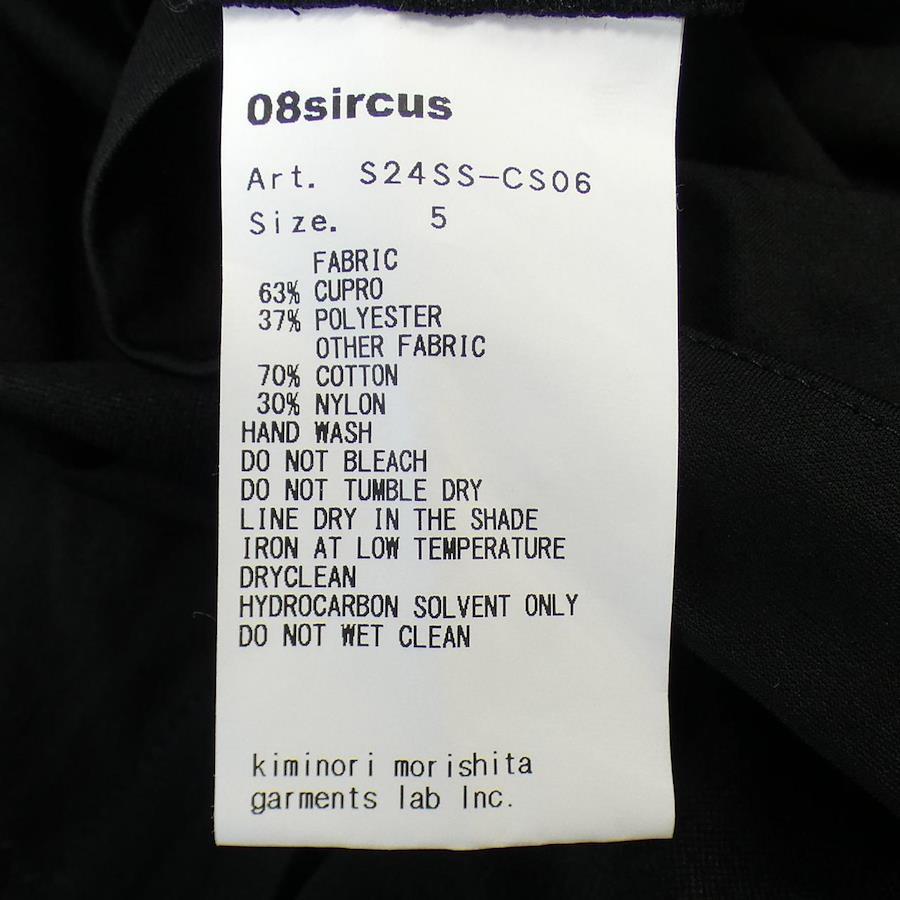 08sircus
Art. S24SS-CS06
Size. 5
FABRIC
63% CUPRO
37% POLYESTER
OTHER FABRIC
70% COTTON
30% NYLON
HAND WASH
DO NOT BLEACH
DO NOT TUMBLE DRY
LINE DRY IN THE SHADE
IRON AT LOW TEMPERATURE
DRYCLEAN
HYDROCARBON SOLVENT ONLY
DO NOT WET CLEAN
kiminori morishita
garments lab Inc.